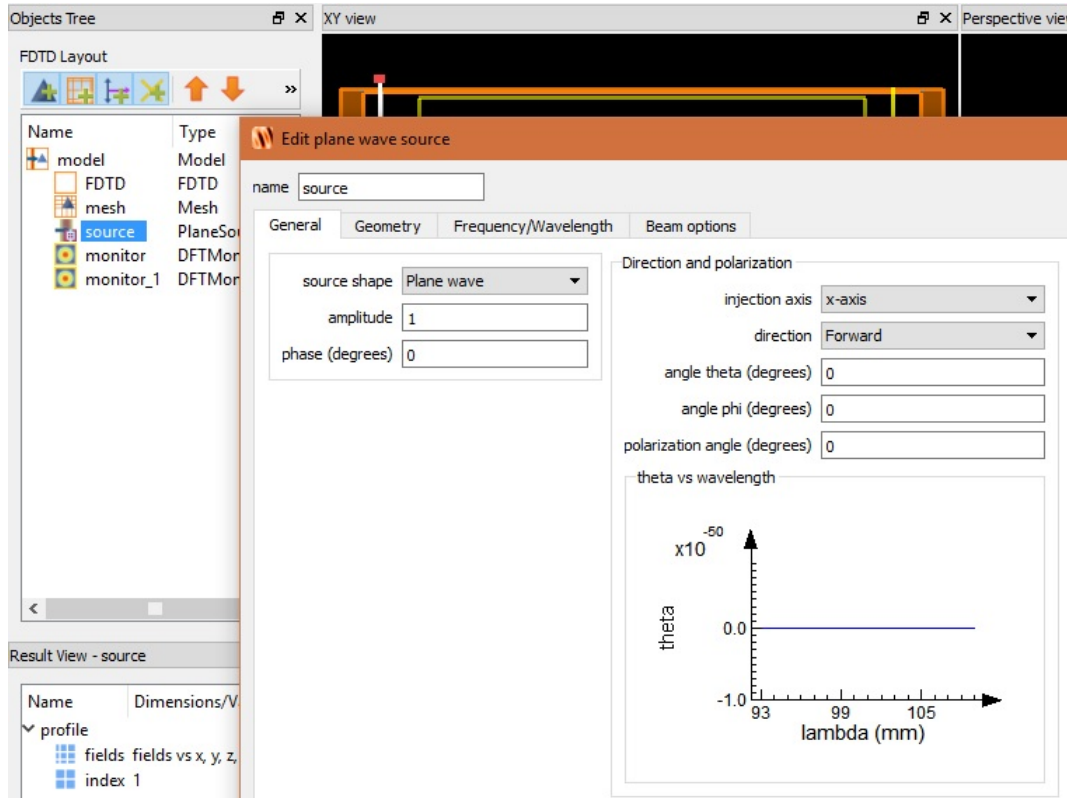 Objects Tree
XY view
Perspective view
FDTD Layout
»
Name Type
model Model
FDTD FDTD
mesh Mesh
source PlaneSou
monitor DFTMor
monitor_1 DFTMor
Edit plane wave source
name source
General Geometry Frequency/Wavelength Beam options
source shape Plane wave
amplitude 1
phase (degrees) 0
Direction and polarization
injection axis x-axis
direction Forward
angle theta (degrees) 0
angle phi (degrees) 0
polarization angle (degrees) 0
theta vs wavelength
x10 -50
theta
0.0
-1.0
93 99 105
lambda (mm)
Result View - source
Name Dimensions/V
profile
fields fields vs x, y, z,
index 1